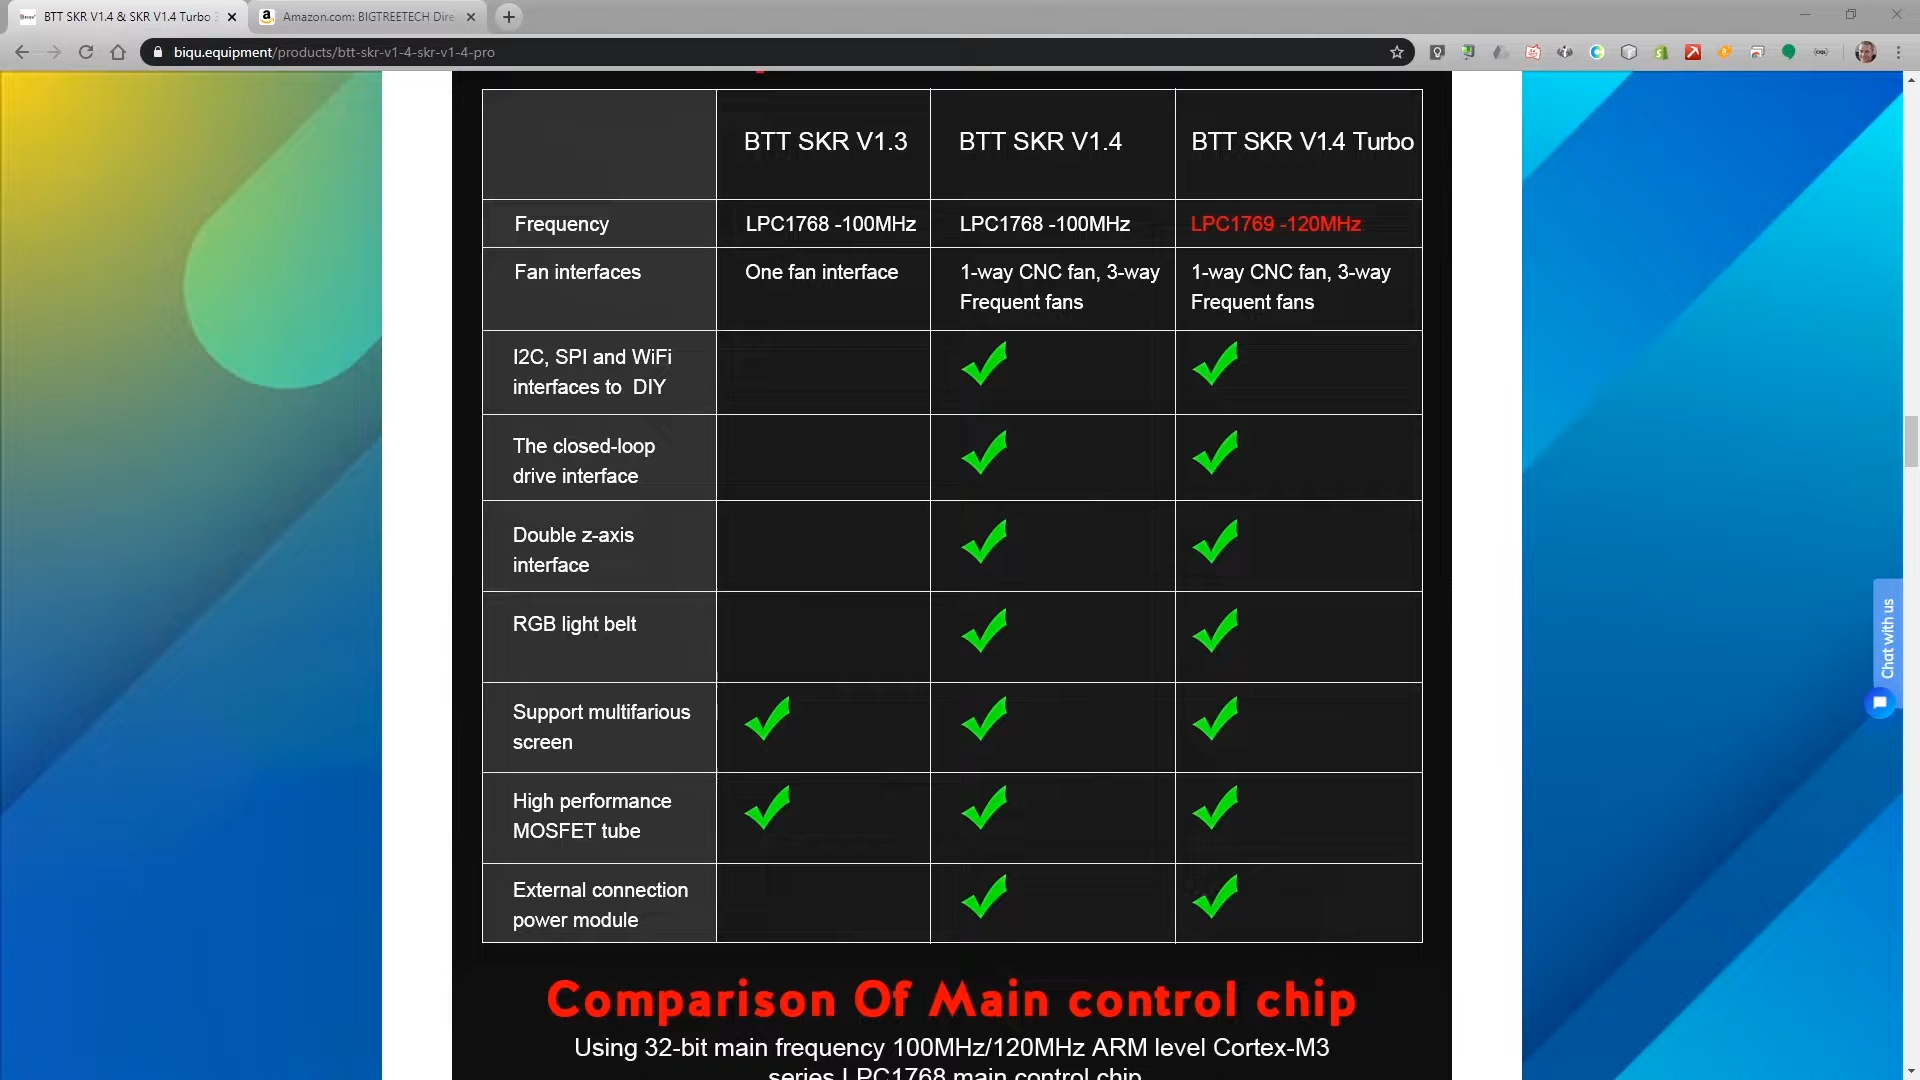 BTT SKR V1.4 & SKR V1.4 Turbo
Amazon.com: BIGTREETECH Dire
biqu.equipment/products/btt-skr-v1-4-skr-v1-4-pro
BTT SKR V1.3
BTT SKR V1.4
BTT SKR V1.4 Turbo
Frequency
LPC1768 -100MHz
LPC1768 -100MHz
LPC1769 -120MHz
Fan interfaces
One fan interface
1-way CNC fan, 3-way
Frequent fans
1-way CNC fan, 3-way
Frequent fans
I2C, SPI and WiFi
interfaces to DIY
The closed-loop
drive interface
Double z-axis
interface
RGB light belt
Support multifarious
screen
High performance
MOSFET tube
External connection
power module
Chat with us
Comparison Of Main control chip
Using 32-bit main frequency 100MHz/120MHz ARM level Cortex-M3
series LPC1768 main control chip